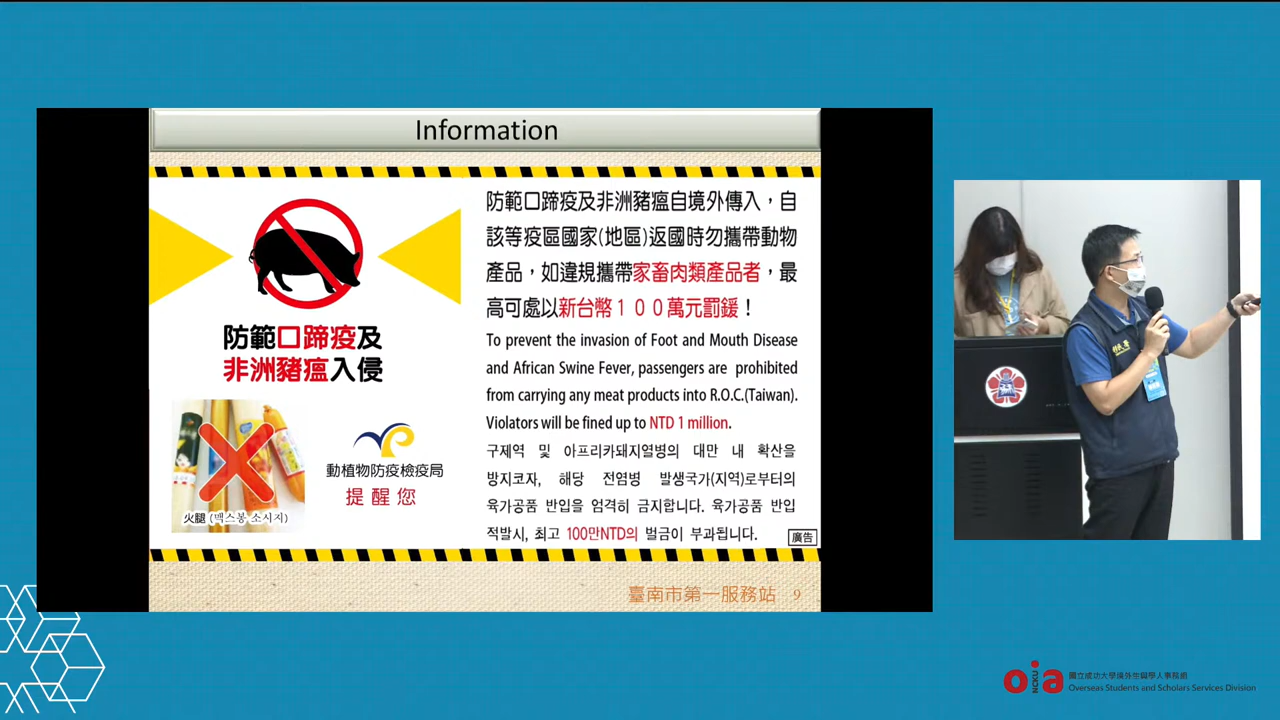 Information
防範口蹄疫及
非洲豬瘟入侵
火腿 (맥스봉 소시지)
動植物防疫檢疫局
提醒您
防範口蹄疫及非洲豬瘟自境外傳入，自
該等疫區國家(地區)返國時勿攜帶動物
產品，如違規攜帶家畜肉類產品者，最
高可處以新台幣１００萬元罰鍰！
To prevent the invasion of Foot and Mouth Disease
and African Swine Fever, passengers are prohibited
from carrying any meat products into R.O.C.(Taiwan).
Violators will be fined up to NTD 1 million.
구제역 및 아프리카돼지열병의 대만 내 확산을
방지코자, 해당 전염병 발생국가(지역)로부터의
육가공품 반입을 엄격히 금지합니다. 육가공품 반입
적발시, 최고 100만NTD의 벌금이 부과됩니다.
廣告
臺南市第一服務站 9
NCKU oia
國立成功大學僑外生與學人事務組
Overseas Students and Scholars Services Division